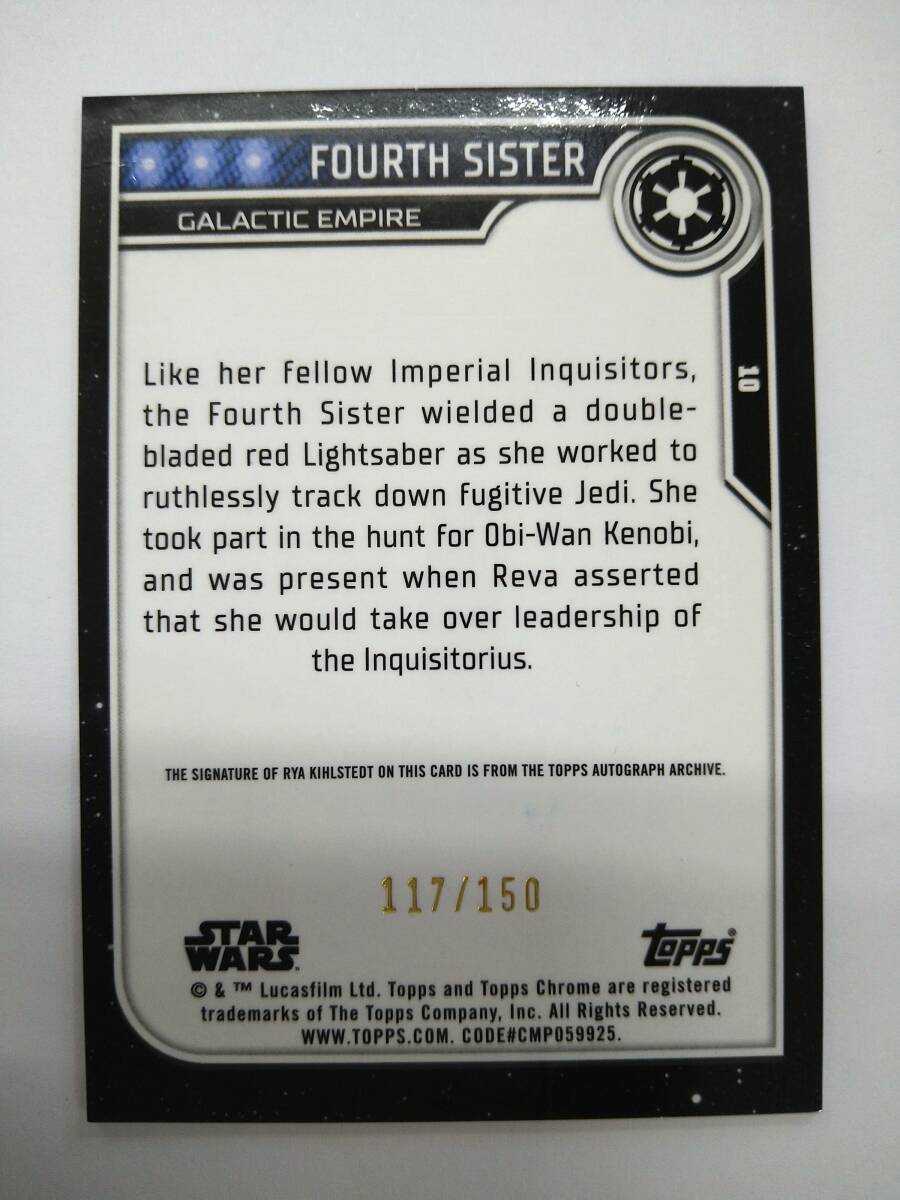 FOURTH SISTER
GALACTIC EMPIRE
10
Like her fellow Imperial Inquisitors,
the Fourth Sister wielded a double-
bladed red Lightsaber as she worked to
ruthlessly track down fugitive Jedi. She
took part in the hunt for Obi-Wan Kenobi,
and was present when Reva asserted
that she would take over leadership of
the Inquisitorius.
THE SIGNATURE OF RYA KIHLSTEDT ON THIS CARD IS FROM THE TOPPS AUTOGRAPH ARCHIVE.
117/150
STAR
WARS™
topps®
© & ™ Lucasfilm Ltd. Topps and Topps Chrome are registered
trademarks of The Topps Company, Inc. All Rights Reserved.
WWW.TOPPS.COM. CODE#CMP059925.